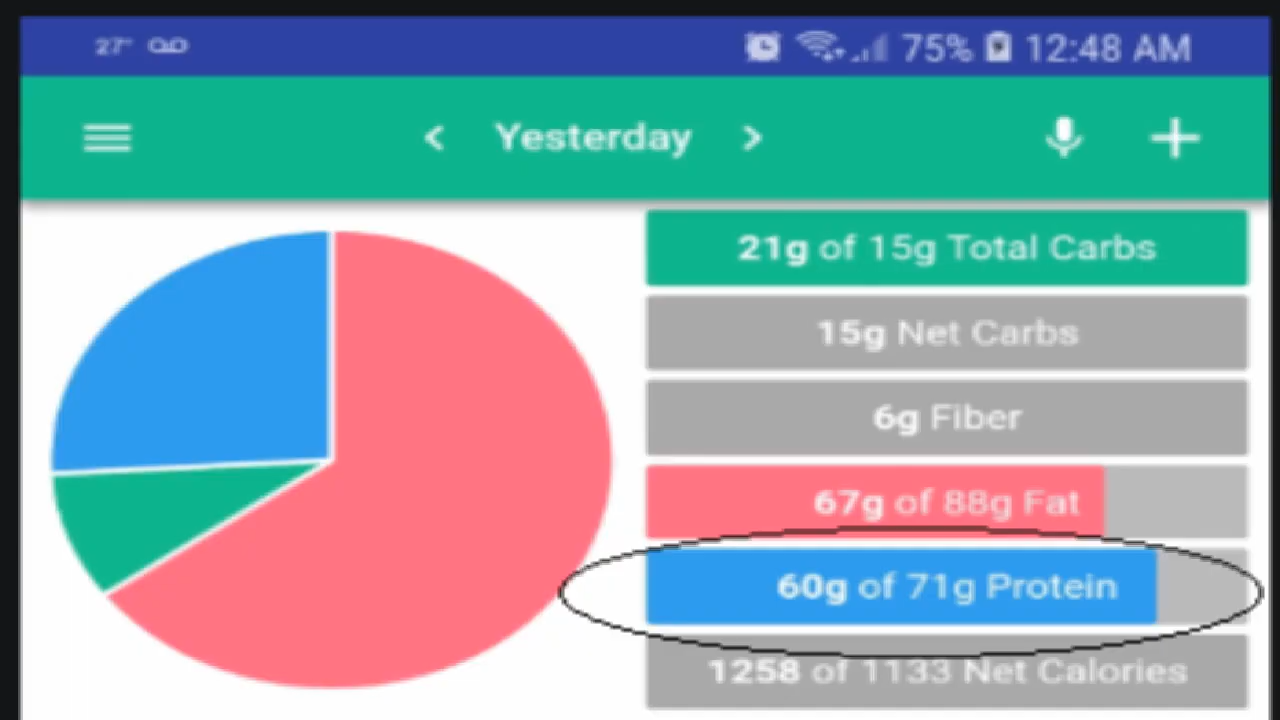 27° 75% 12:48 AM
Yesterday
21g of 15g Total Carbs
15g Net Carbs
6g Fiber
67g of 88g Fat
60g of 71g Protein
1258 of 1133 Net Calories